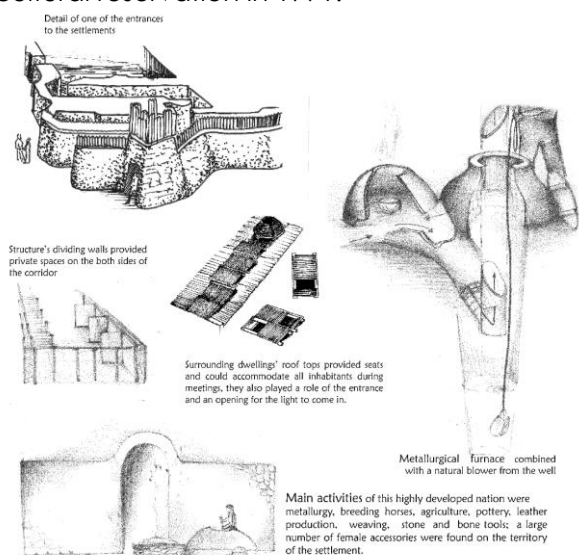 Detail of one of the entrances
to the settlements
Structure's dividing walls provided
private spaces on the both sides of
the corridor
Surrounding dwellings' roof tops provided seats
and could accommodate all inhabitants during
meetings, they also played a role of the entrance
and an opening for the light to come in.
Metallurgical furnace combined
with a natural blower from the well
Main activities of this highly developed nation were
metallurgy, breeding horses, agriculture, pottery, leather
production, weaving, stone and bone tools; a large
number of female accessories were found on the territory
of the settlement.